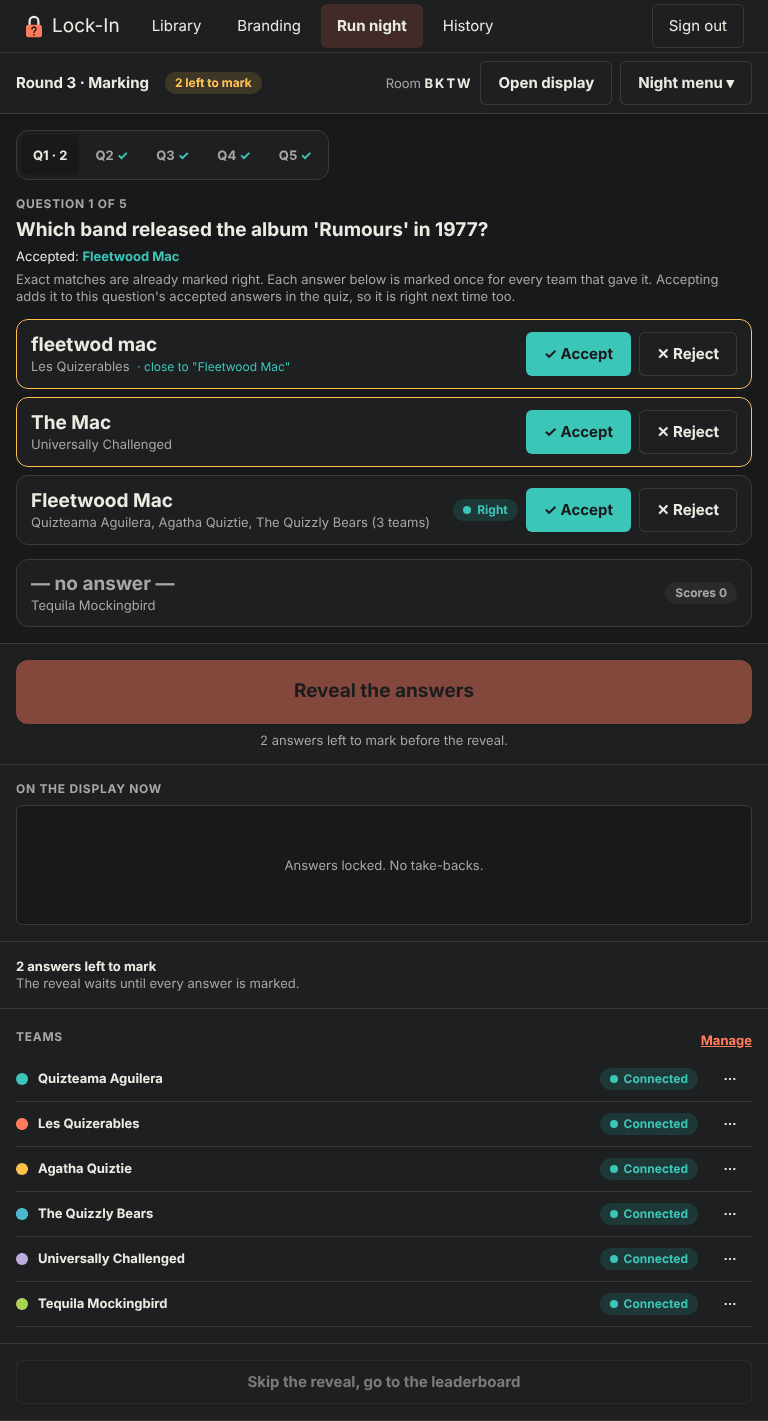 Lock-In Library Branding Run night History Sign out
Round 3 · Marking 2 left to mark Room BKTW Open display Night menu ▾
Q1 · 2 Q2 ✓ Q3 ✓ Q4 ✓ Q5 ✓
QUESTION 1 OF 5
Which band released the album 'Rumours' in 1977?
Accepted: Fleetwood Mac
Exact matches are already marked right. Each answer below is marked once for every team that gave it. Accepting
adds it to this question's accepted answers in the quiz, so it is right next time too.
fleetwod mac
Les Quizerables · close to "Fleetwood Mac"
✓ Accept ✕ Reject
The Mac
Universally Challenged
✓ Accept ✕ Reject
Fleetwood Mac
Quizteama Aguilera, Agatha Quiztie, The Quizzly Bears (3 teams)
Right ✓ Accept ✕ Reject
— no answer —
Tequila Mockingbird
Scores 0
Reveal the answers
2 answers left to mark before the reveal.
ON THE DISPLAY NOW
Answers locked. No take-backs.
2 answers left to mark
The reveal waits until every answer is marked.
TEAMS Manage
Quizteama Aguilera Connected ···
Les Quizerables Connected ···
Agatha Quiztie Connected ···
The Quizzly Bears Connected ···
Universally Challenged Connected ···
Tequila Mockingbird Connected ···
Skip the reveal, go to the leaderboard